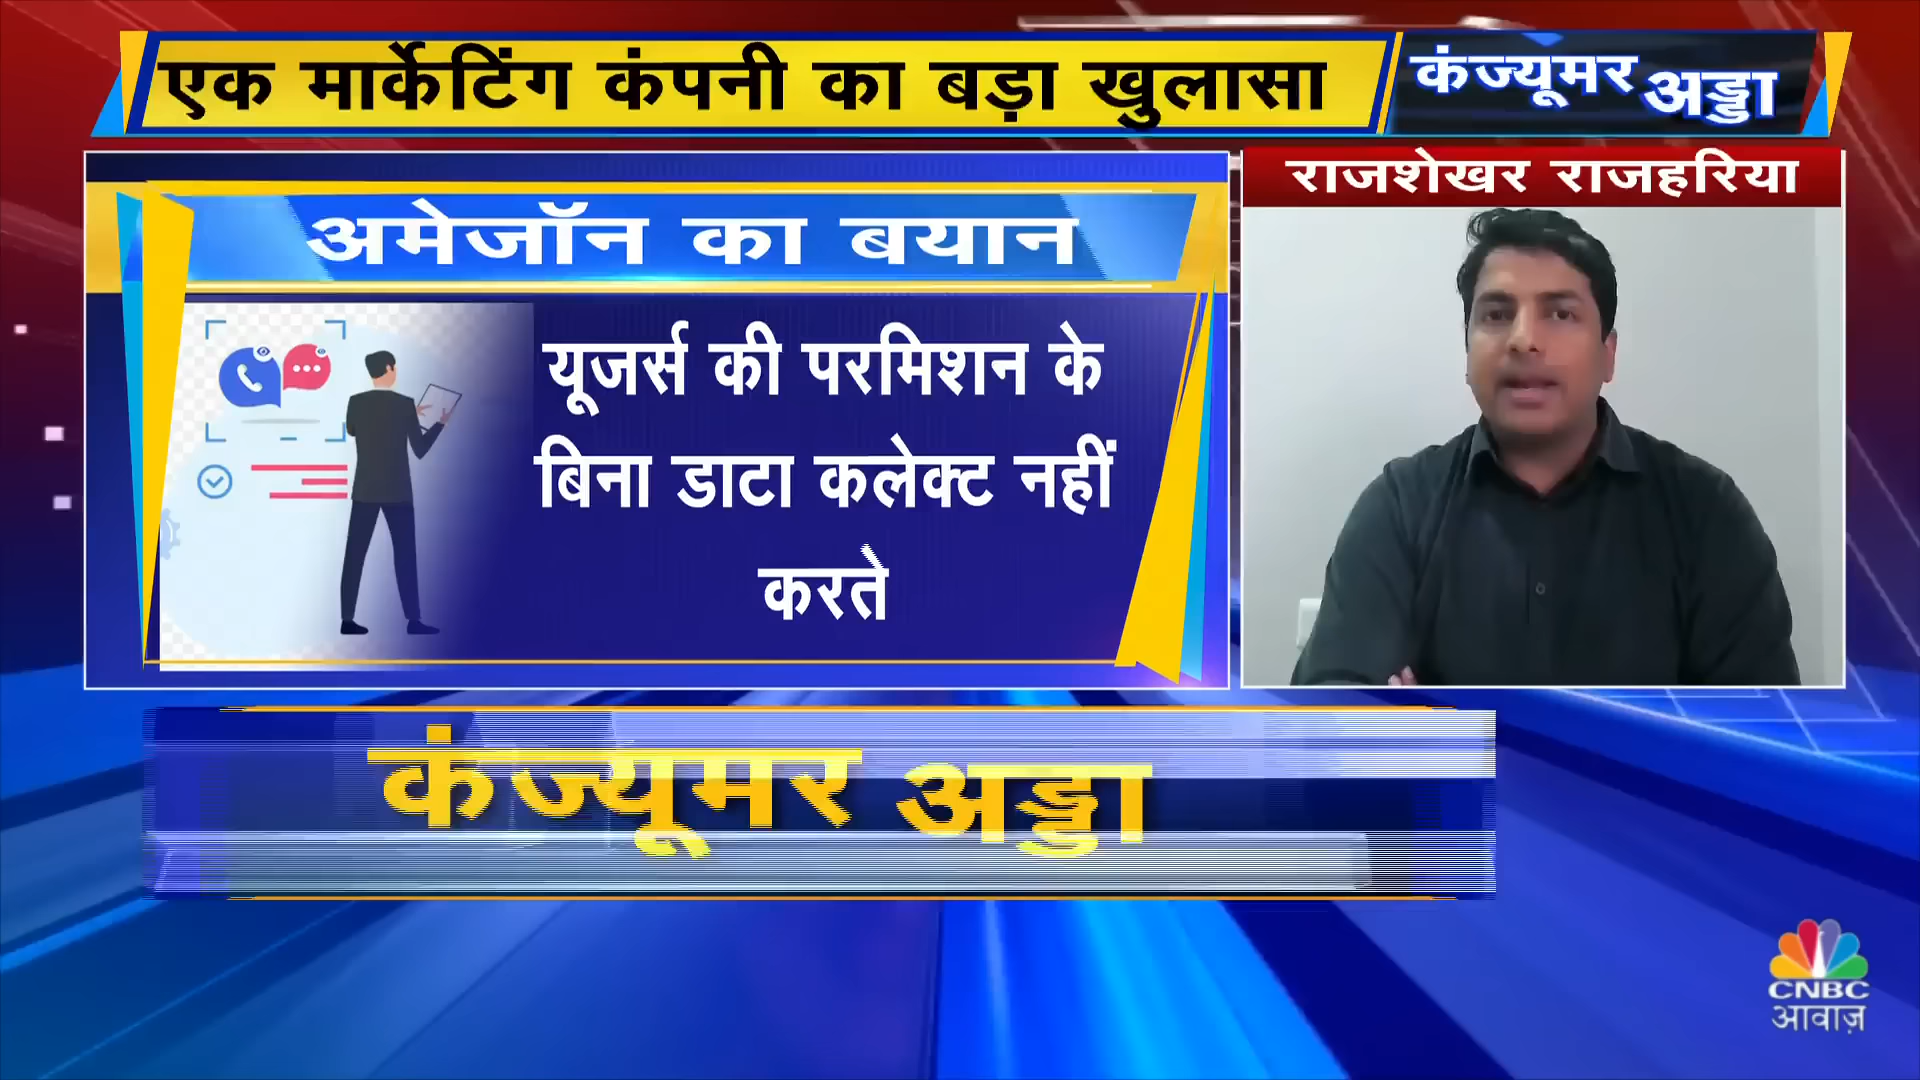 एक मार्केटिंग कंपनी का बड़ा खुलासा
कंज्यूमर अड्डा
राजशेखर राजहरिया
अमेजॉन का बयान
यूजर्स की परमिशन के
बिना डाटा कलेक्ट नहीं
करते
कंज्यूमर अड्डा
CNBC
आवाज़